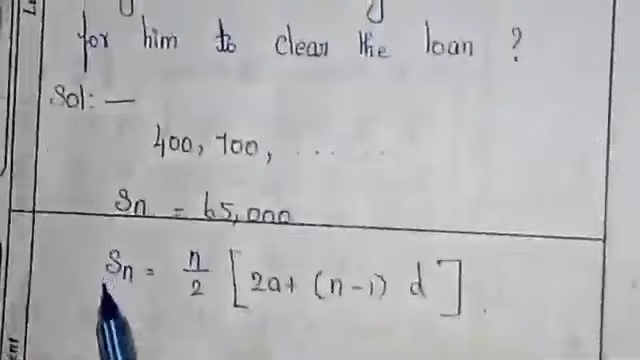 for him to clear the loan ?
Sol: —
400, 700, ......
Sn = 65,000
Sn = n/2 [2a+ (n-1) d].